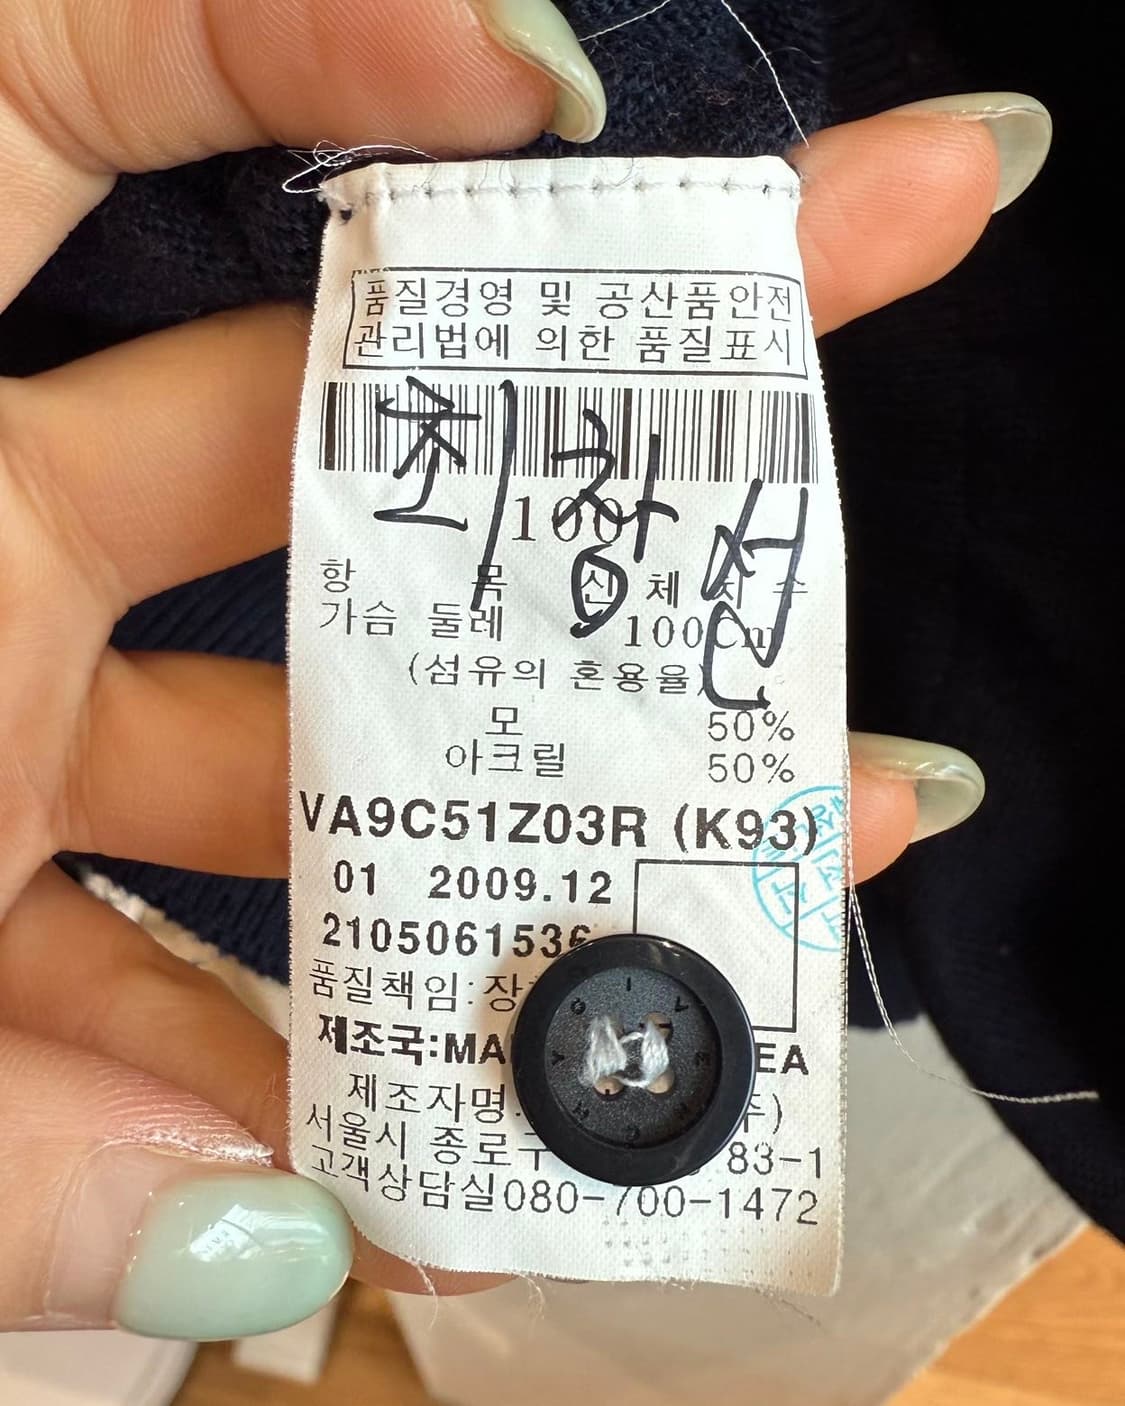 품질경영 및 공산품안전
관리법에 의한 품질표시
최창선
100
항 목 신체치수
가슴 둘레 100Cm
(섬유의 혼용율)
모 50%
아크릴 50%
VA9C51Z03R (K93)
01 2009.12
2105061536
품질책임:
제조국:
제조자명
서울시 종로구 83-1
고객상담실080-700-1472